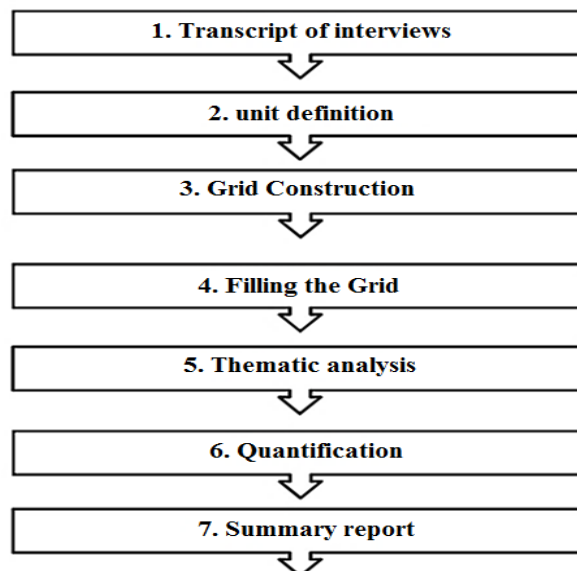 1. Transcript of interviews
2. unit definition
3. Grid Construction
4. Filling the Grid
5. Thematic analysis
6. Quantification
7. Summary report